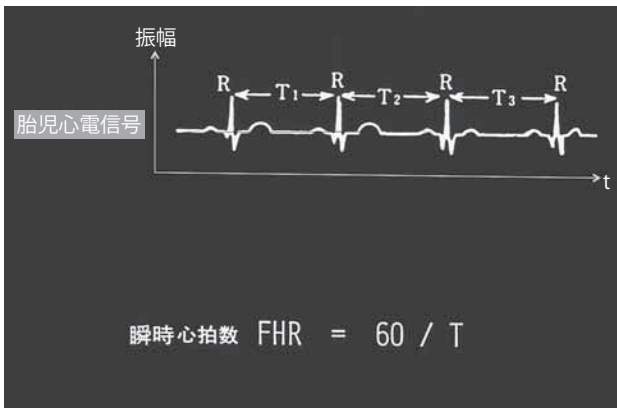 振幅
R R R R
T1 T2 T3
胎児心電信号
t
瞬時心拍数 FHR = 60 / T